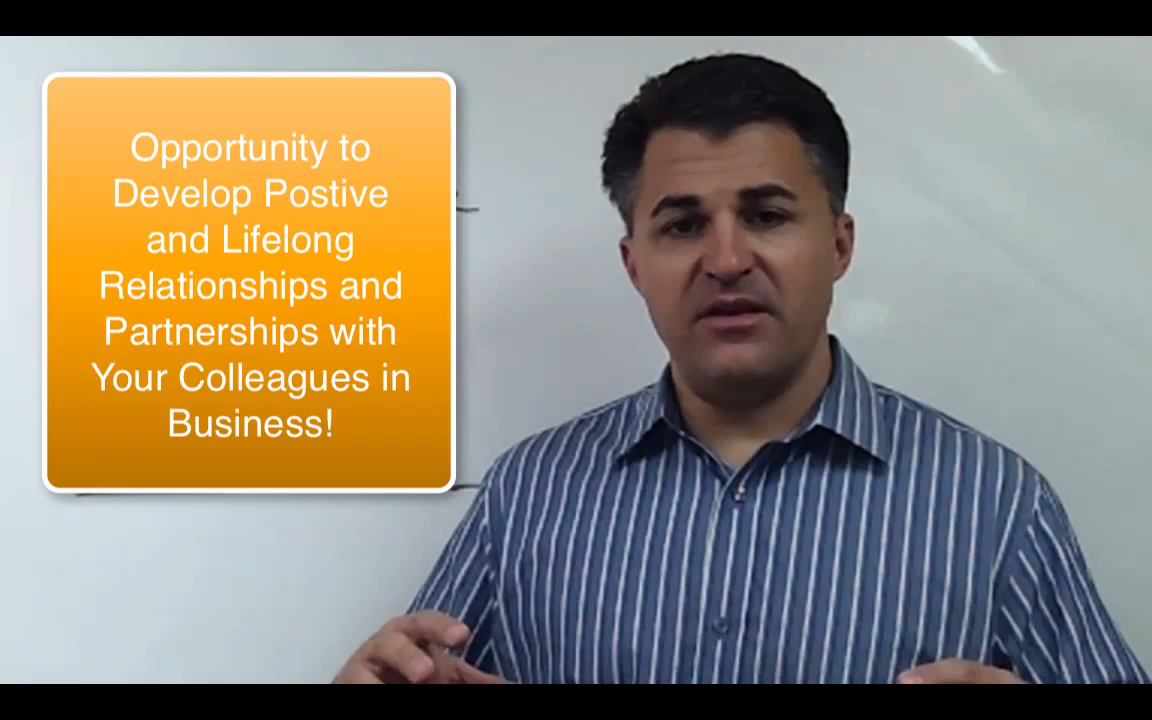 Opportunity to
Develop Postive
and Lifelong
Relationships and
Partnerships with
Your Colleagues in
Business!